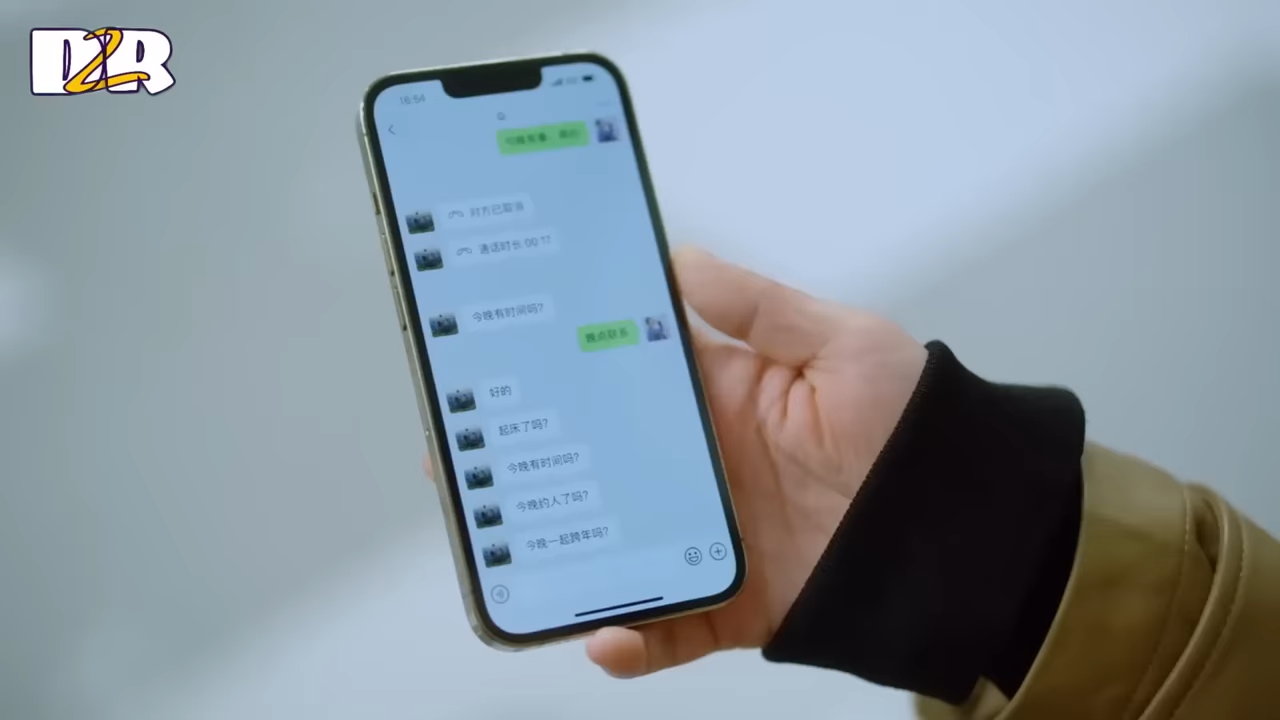 D2R
16:54
对方已取消
通话时长 00:17
今晚有时间吗?
晚点联系
好的
起床了吗?
今晚有时间吗?
今晚约人了吗?
今晚一起跨年吗?